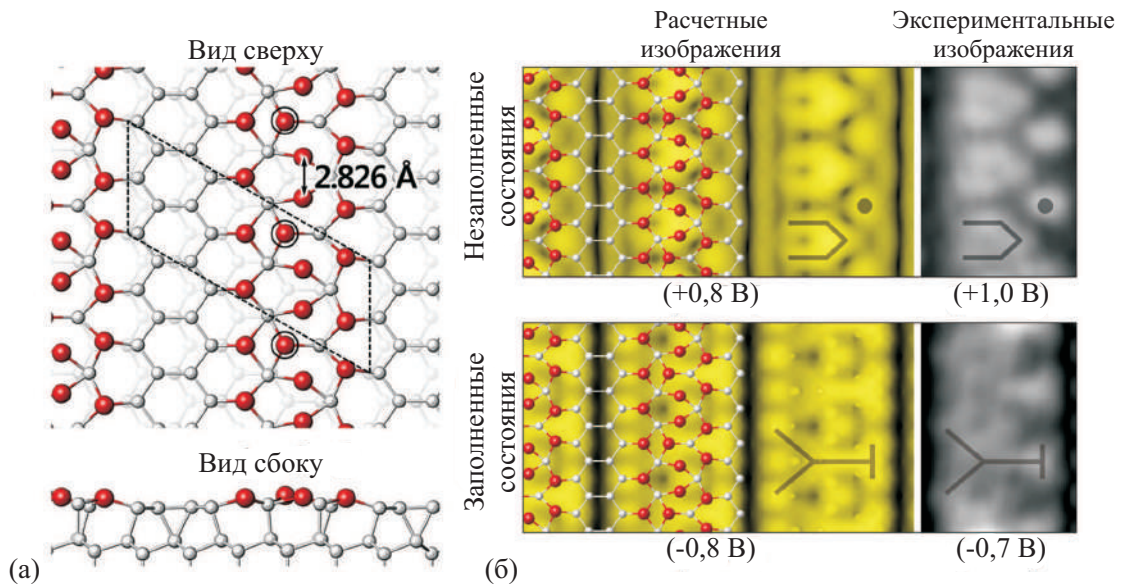 Вид сверху
2.826 Å
Вид сбоку
(а)
Расчетные
изображения
Экспериментальные
изображения
Незаполненные
состояния
(+0,8 В)
(+1,0 В)
Заполненные
состояния
(-0,8 В)
(-0,7 В)
(б)